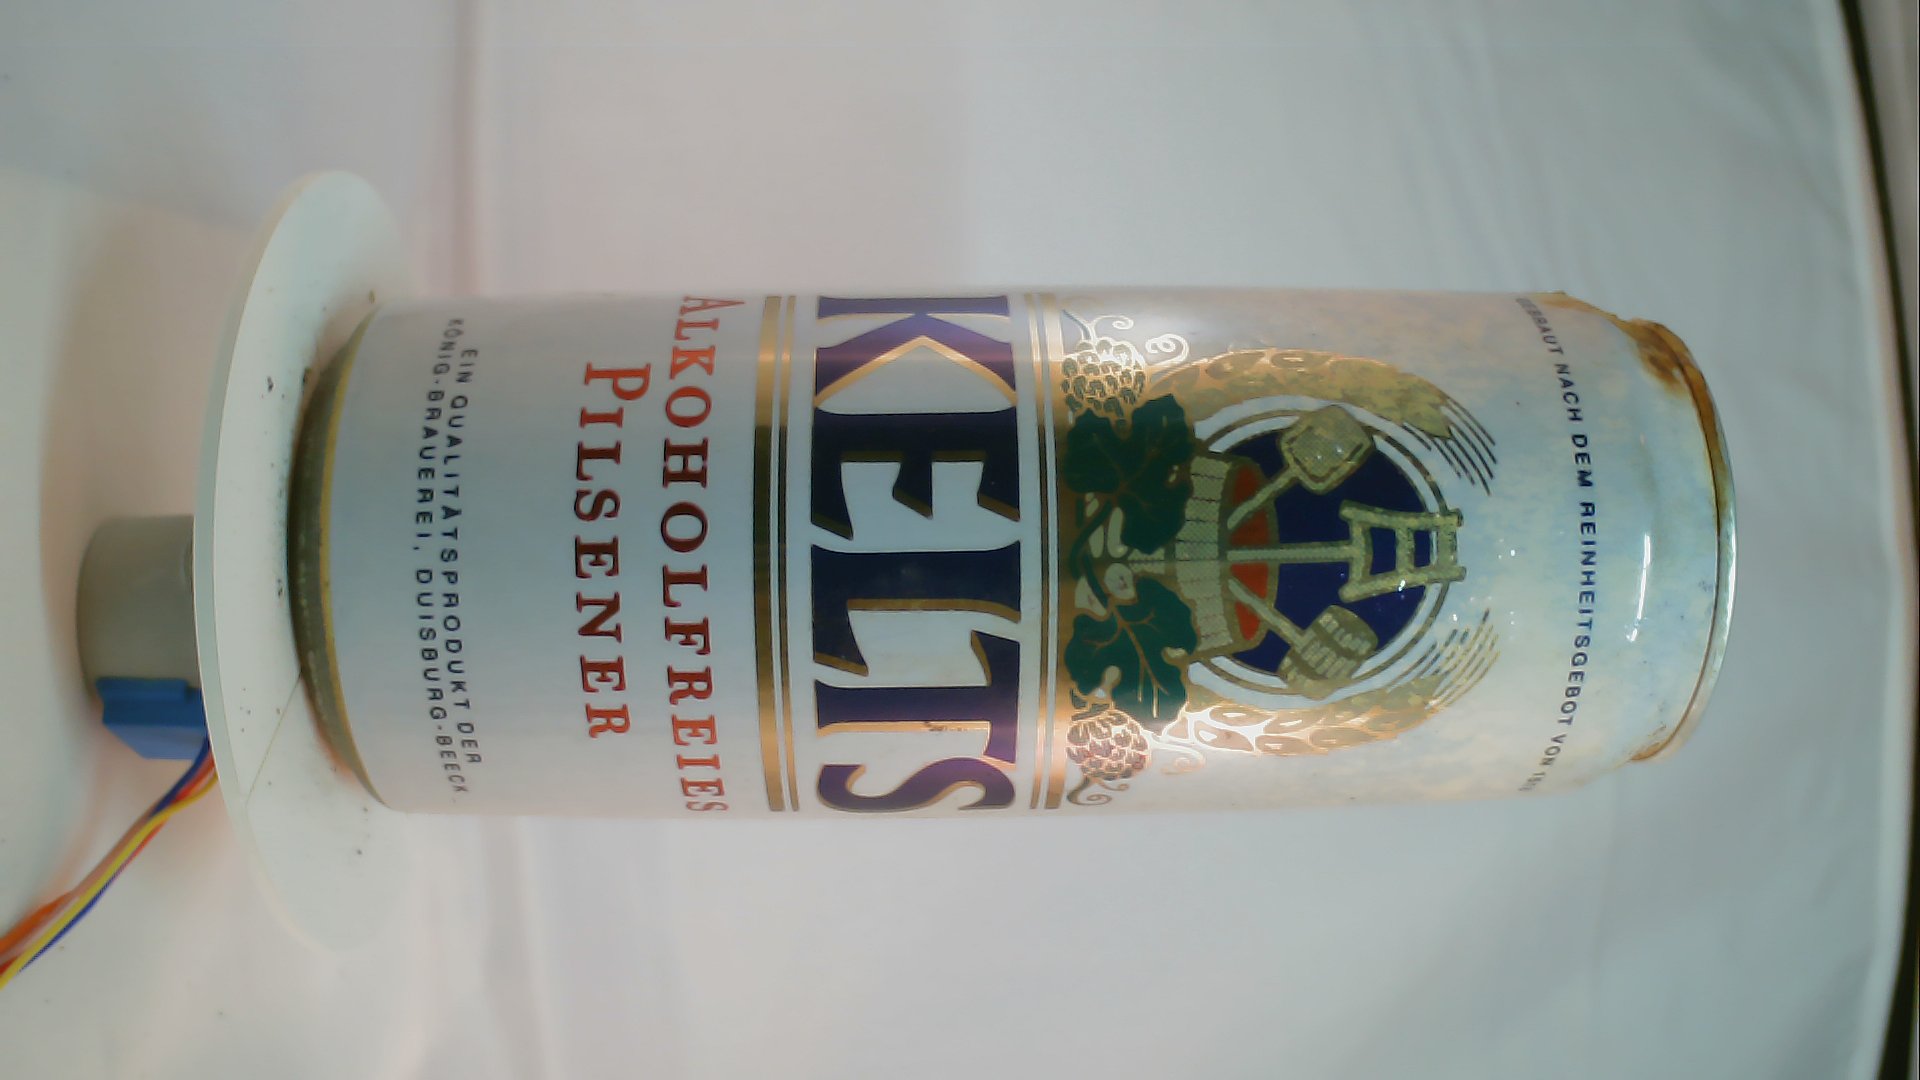 GEBRAUT NACH DEM REINHEITSGEBOT VON
KELTS
ALKOHOLFREIES
PILSENER
EIN QUALITÄTSPRODUKT DER
KÖNIG-BRAUEREI, DUISBURG-BEECK